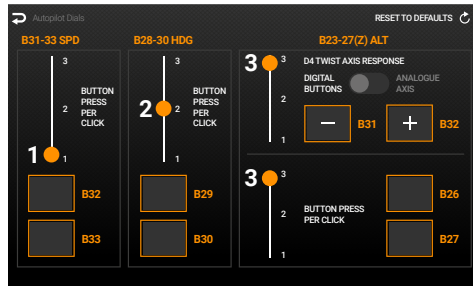 Autopilot Dials
RESET TO DEFAULTS
B31-33 SPD
B28-30 HDG
B23-27(Z) ALT
3
2
1
1
BUTTON
PRESS
PER
CLICK
B32
B33
3
2
2
1
BUTTON
PRESS
PER
CLICK
B29
B30
3
3
2
1
D4 TWIST AXIS RESPONSE
DIGITAL
BUTTONS
ANALOGUE
AXIS
−
B31
+
B32
3
3
2
1
BUTTON PRESS
PER CLICK
B26
B27